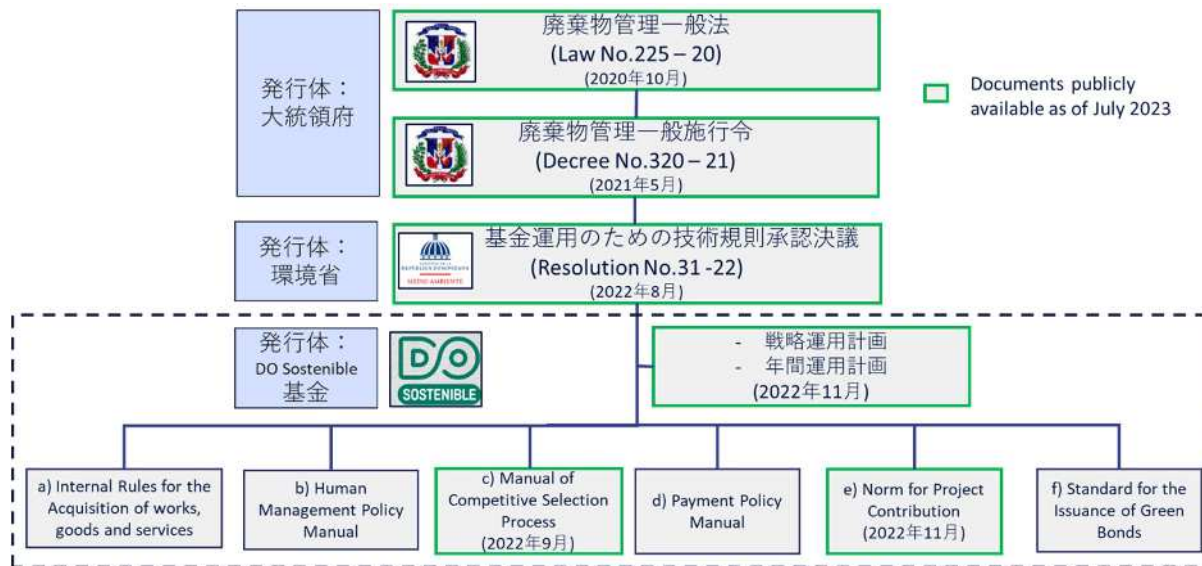 発行体：
大統領府
廃棄物管理一般法
(Law No.225 – 20)
(2020年10月)
Documents publicly
available as of July 2023
廃棄物管理一般施行令
(Decree No.320 – 21)
(2021年5月)
発行体：
環境省
REPÚBLICA DOMINICANA
MEDIO AMBIENTE
基金運用のための技術規則承認決議
(Resolution No.31 -22)
(2022年8月)
発行体：
DO Sostenible
基金
DO
SOSTENIBLE
- 戦略運用計画
- 年間運用計画
(2022年11月)
a) Internal Rules for the
Acquisition of works,
goods and services
b) Human
Management Policy
Manual
c) Manual of
Competitive Selection
Process
(2022年9月)
d) Payment Policy
Manual
e) Norm for Project
Contribution
(2022年11月)
f) Standard for the
Issuance of Green
Bonds